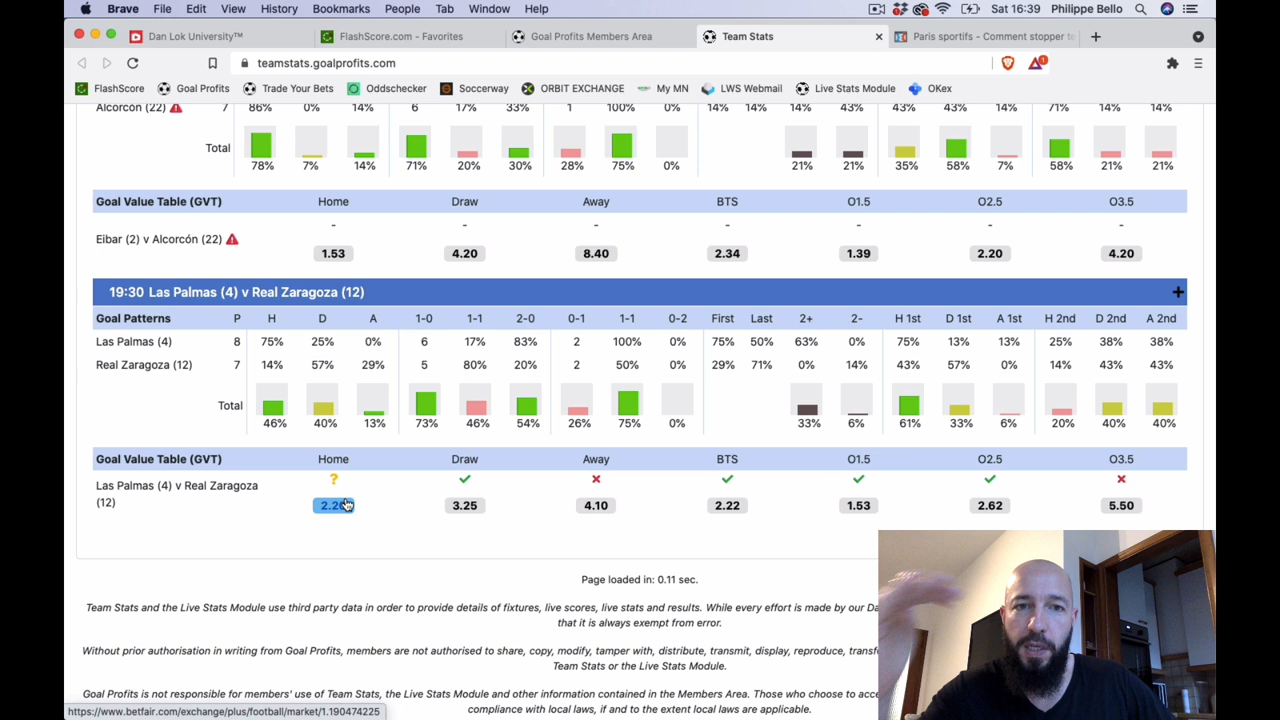 Brave File Edit View History Bookmarks People Tab Window Help Sat 16:39 Philippe Bello
Dan Lok University™ FlashScore.com - Favorites Goal Profits Members Area Team Stats Paris sportifs - Comment stopper te
teamstats.goalprofits.com
FlashScore Goal Profits Trade Your Bets Oddschecker Soccerway ORBIT EXCHANGE My MN LWS Webmail Live Stats Module OKex
Alcorcón (22) 7 86% 0% 14% 6 17% 33% 1 100% 0% 14% 14% 14% 43% 43% 43% 14% 71% 14% 14%
Total
78% 7% 14% 71% 20% 30% 28% 75% 0% 21% 21% 35% 58% 7% 58% 21% 21%
Goal Value Table (GVT) Home Draw Away BTS O1.5 O2.5 O3.5
- - - - - - -
Eibar (2) v Alcorcón (22)
1.53 4.20 8.40 2.34 1.39 2.20 4.20
19:30 Las Palmas (4) v Real Zaragoza (12) +
Goal Patterns P H D A 1-0 1-1 2-0 0-1 1-1 0-2 First Last 2+ 2- H 1st D 1st A 1st H 2nd D 2nd A 2nd
Las Palmas (4) 8 75% 25% 0% 6 17% 83% 2 100% 0% 75% 50% 63% 0% 75% 13% 13% 25% 38% 38%
Real Zaragoza (12) 7 14% 57% 29% 5 80% 20% 2 50% 0% 29% 71% 0% 14% 43% 57% 0% 14% 43% 43%
Total
46% 40% 13% 73% 46% 54% 26% 75% 0% 33% 6% 61% 33% 6% 20% 40% 40%
Goal Value Table (GVT) Home Draw Away BTS O1.5 O2.5 O3.5
?
Las Palmas (4) v Real Zaragoza
(12)
3.25 4.10 2.22 1.53 2.62 5.50
Page loaded in: 0.11 sec.
Team Stats and the Live Stats Module use third party data in order to provide details of fixtures, live scores, live stats and results. While every effort is made by our Da
that it is always exempt from error.
Without prior authorisation in writing from Goal Profits, members are not authorised to share, copy, modify, tamper with, distribute, transmit, display, reproduce, transf
Team Stats or the Live Stats Module.
Goal Profits is not responsible for members' use of Team Stats, the Live Stats Module and other information contained in the Members Area. Those who choose to acce
compliance with local laws, if and to the extent local laws are applicable.
https://www.betfair.com/exchange/plus/football/market/1.190474225